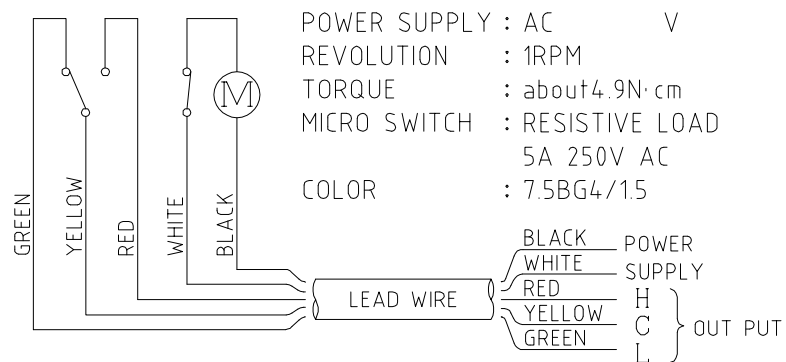 POWER SUPPLY : AC V
REVOLUTION : 1RPM
TORQUE : about4.9N·cm
MICRO SWITCH : RESISTIVE LOAD
5A 250V AC
COLOR : 7.5BG4/1.5
M
GREEN
YELLOW
RED
WHITE
BLACK
LEAD WIRE
BLACK POWER
WHITE SUPPLY
RED H
YELLOW C OUT PUT
GREEN L